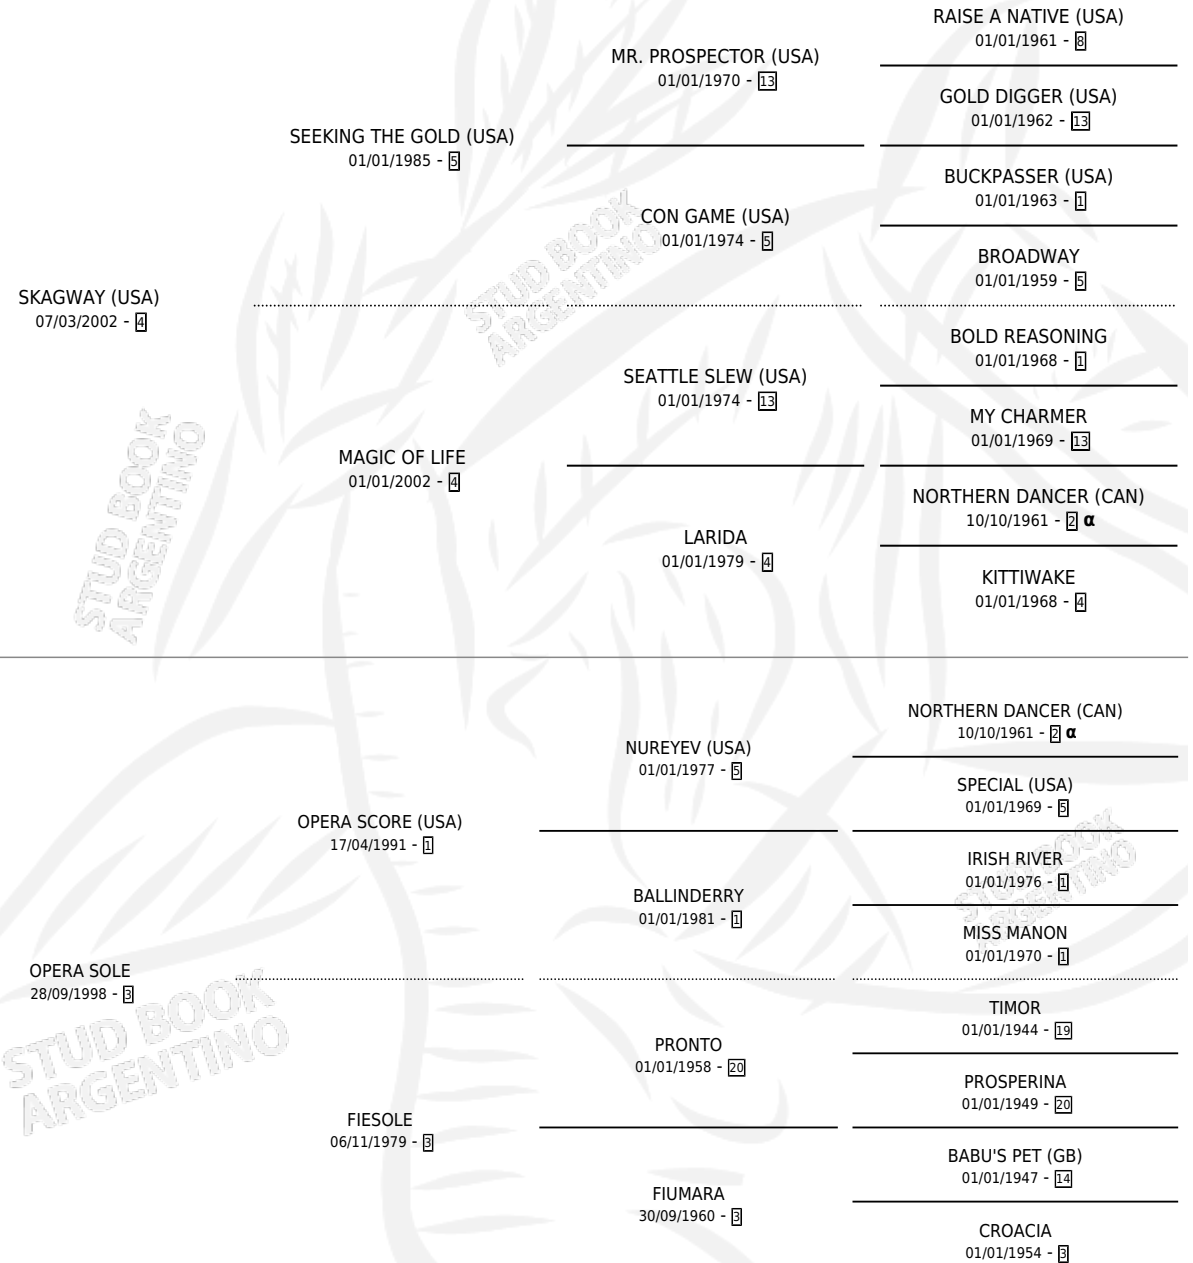 RAISE A NATIVE (USA)
01/01/1961 - 8
MR. PROSPECTOR (USA)
01/01/1970 - 13
GOLD DIGGER (USA)
01/01/1962 - 13
SEEKING THE GOLD (USA)
01/01/1985 - 5
BUCKPASSER (USA)
01/01/1963 - 1
CON GAME (USA)
01/01/1974 - 5
BROADWAY
01/01/1959 - 5
STUD BOOK
ARGENTINO
SKAGWAY (USA)
07/03/2002 - 4
BOLD REASONING
01/01/1968 - 1
SEATTLE SLEW (USA)
01/01/1974 - 13
MY CHARMER
01/01/1969 - 13
MAGIC OF LIFE
01/01/2002 - 4
NORTHERN DANCER (CAN)
10/10/1961 - 2 α
LARIDA
01/01/1979 - 4
KITTIWAKE
01/01/1968 - 4
STUD BOOK
ARGENTINO
NORTHERN DANCER (CAN)
10/10/1961 - 2 α
NUREYEV (USA)
01/01/1977 - 5
SPECIAL (USA)
01/01/1969 - 5
OPERA SCORE (USA)
17/04/1991 - 1
IRISH RIVER
01/01/1976 - 1
BALLINDERRY
01/01/1981 - 1
STUD BOOK
ARGENTINO
MISS MANON
01/01/1970 - 1
OPERA SOLE
28/09/1998 - 3
STUD BOOK
ARGENTINO
TIMOR
01/01/1944 - 19
PRONTO
01/01/1958 - 20
PROSPERINA
01/01/1949 - 20
FIESOLE
06/11/1979 - 3
BABU'S PET (GB)
01/01/1947 - 14
FIUMARA
30/09/1960 - 3
CROACIA
01/01/1954 - 3